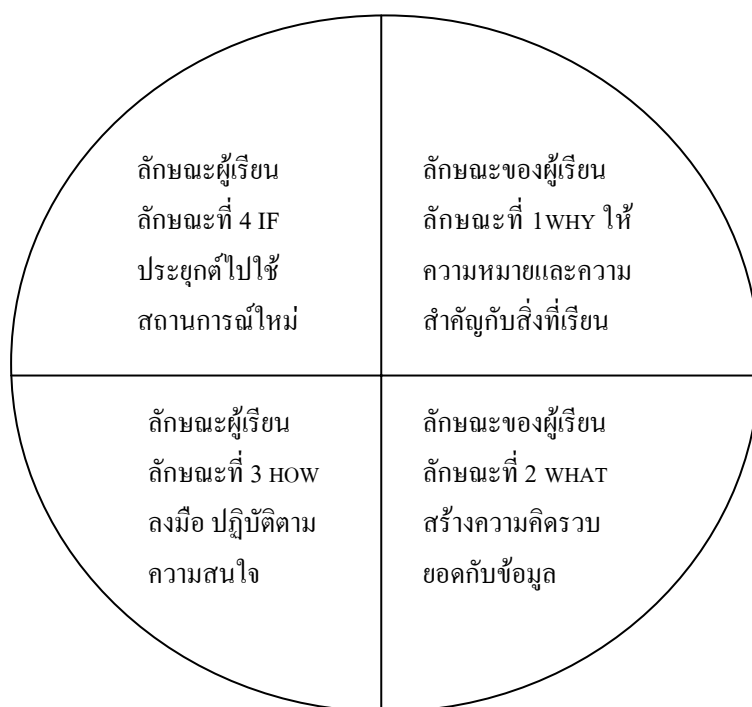 ลักษณะผู้เรียน
ลักษณะที่ 4 IF
ประยุกต์ไปใช้
สถานการณ์ใหม่
ลักษณะของผู้เรียน
ลักษณะที่ 1WHY ให้
ความหมายและความ
สำคัญกับสิ่งที่เรียน
ลักษณะผู้เรียน
ลักษณะที่ 3 HOW
ลงมือ ปฏิบัติตาม
ความสนใจ
ลักษณะของผู้เรียน
ลักษณะที่ 2 WHAT
สร้างความคิดรวบ
ยอดกับข้อมูล